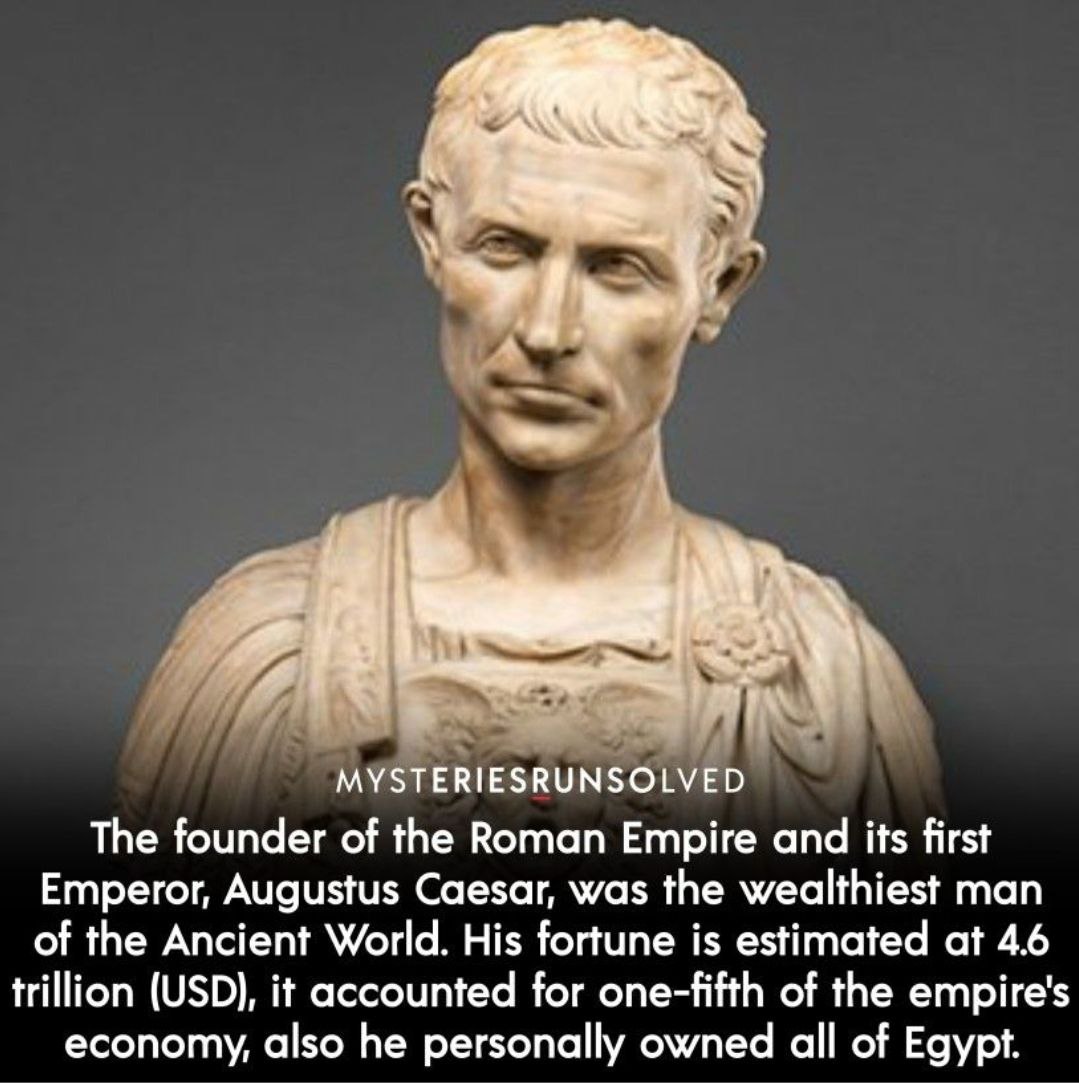 MYSTERIESRUNSOLVED
The founder of the Roman Empire and its first
Emperor, Augustus Caesar, was the wealthiest man
of the Ancient World. His fortune is estimated at 4.6
trillion (USD), it accounted for one-fifth of the empire's
economy, also he personally owned all of Egypt.